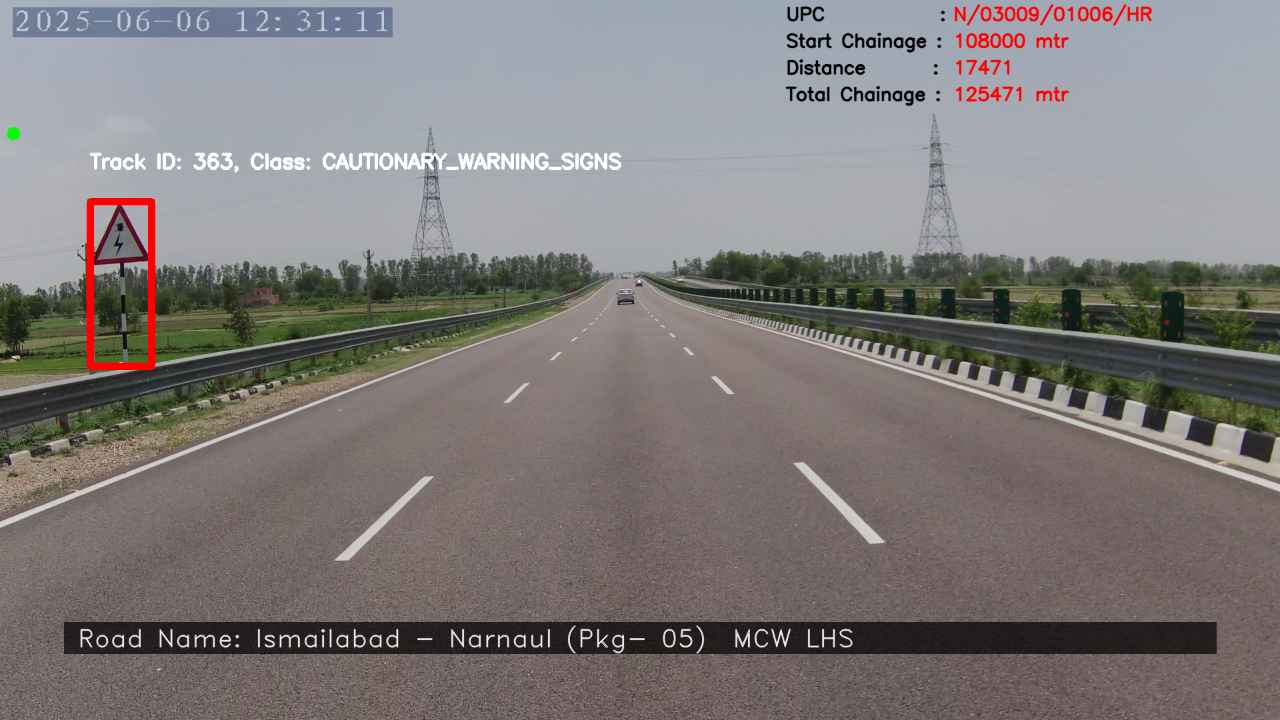 2025-06-06 12:31:11
UPC : N/03009/01006/HR
Start Chainage : 108000 mtr
Distance : 17471
Total Chainage : 125471 mtr
Track ID: 363, Class: CAUTIONARY_WARNING_SIGNS
Road Name: Ismailabad - Narnaul (Pkg- 05) MCW LHS